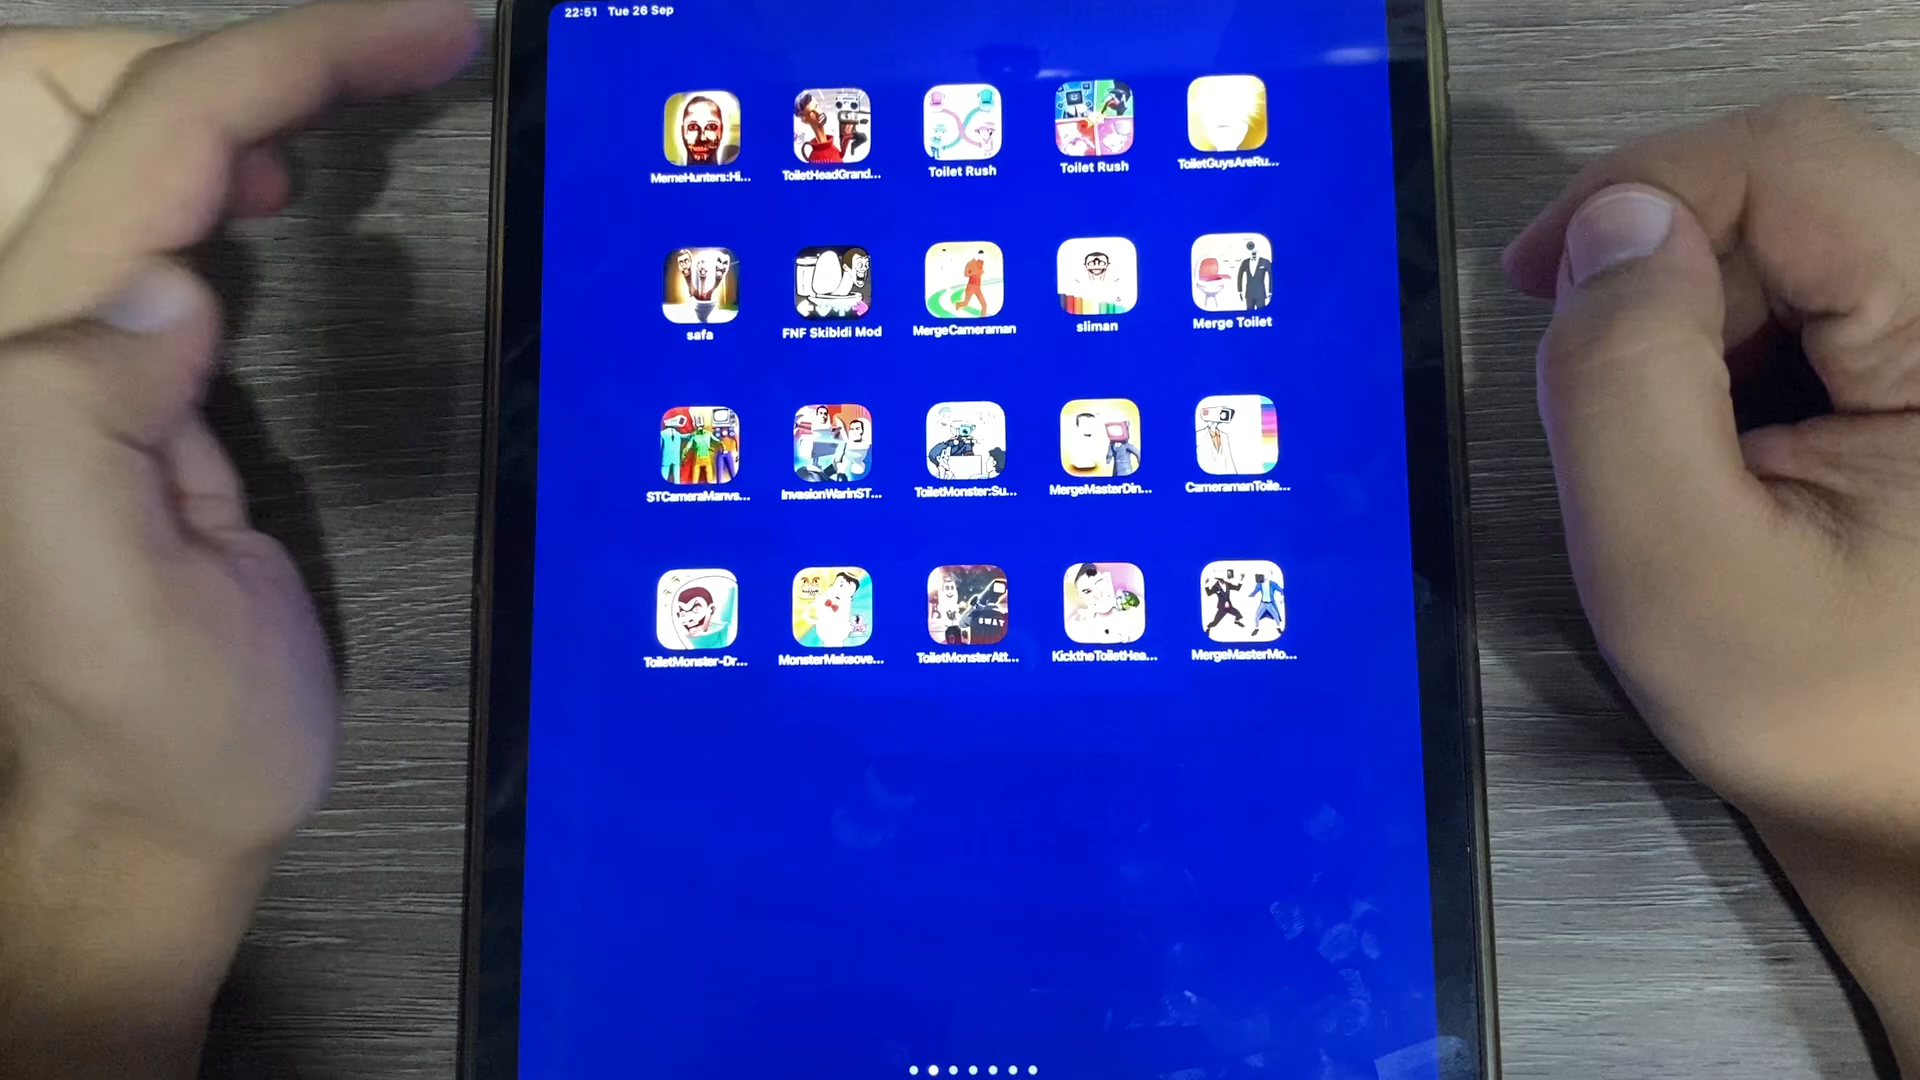 22:51 Tue 26 Sep
MemeHunters:Hi...
ToiletHeadGrand...
Toilet Rush
Toilet Rush
ToiletGuysAreRu...
safa
FNF Skibidi Mod
MergeCameraman
sliman
Merge Toilet
STCameraManvs...
InvasionWarinST...
ToiletMonster:Su...
MergeMasterDin...
CameramanToile...
ToiletMonster-Dr...
MonsterMakeove...
ToiletMonsterAtt...
SWAT
KicktheToiletHea...
MergeMasterMo...